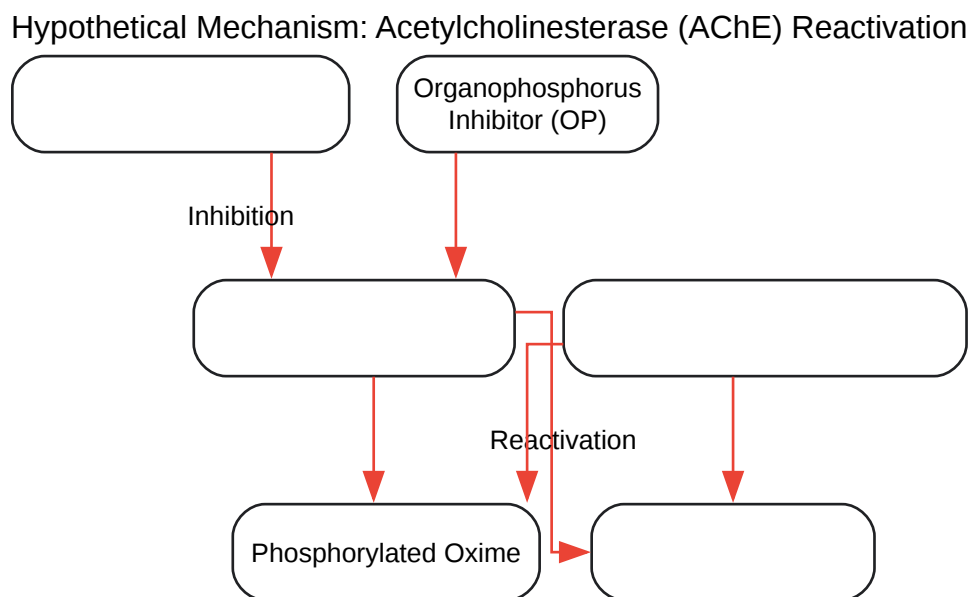 Hypothetical Mechanism: Acetylcholinesterase (AChE) Reactivation
Organophosphorus
Inhibitor (OP)
Inhibition
Reactivation
Phosphorylated Oxime